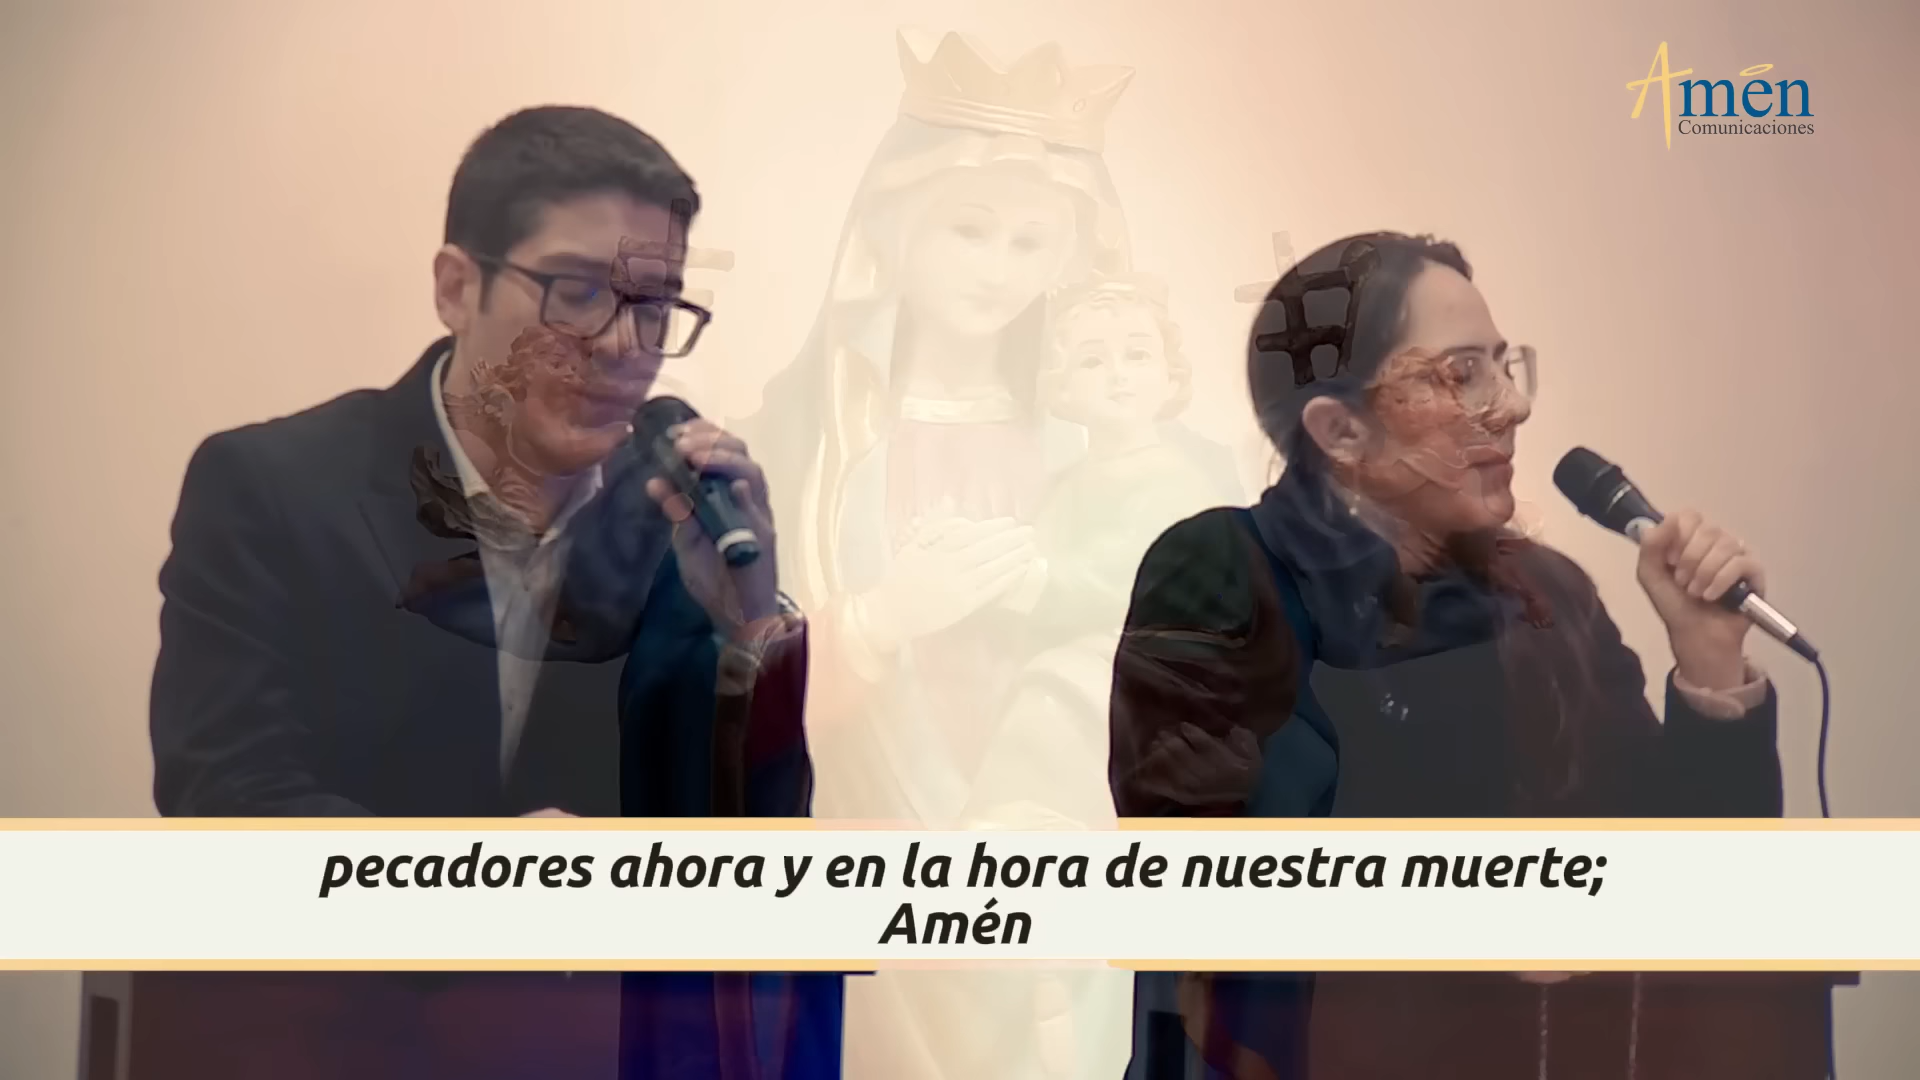 Amén
Comunicaciones
pecadores ahora y en la hora de nuestra muerte;
Amén